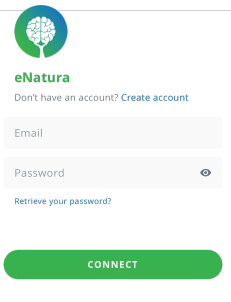 eNatura
Don't have an account? Create account
Email
Password
Retrieve your password?
CONNECT